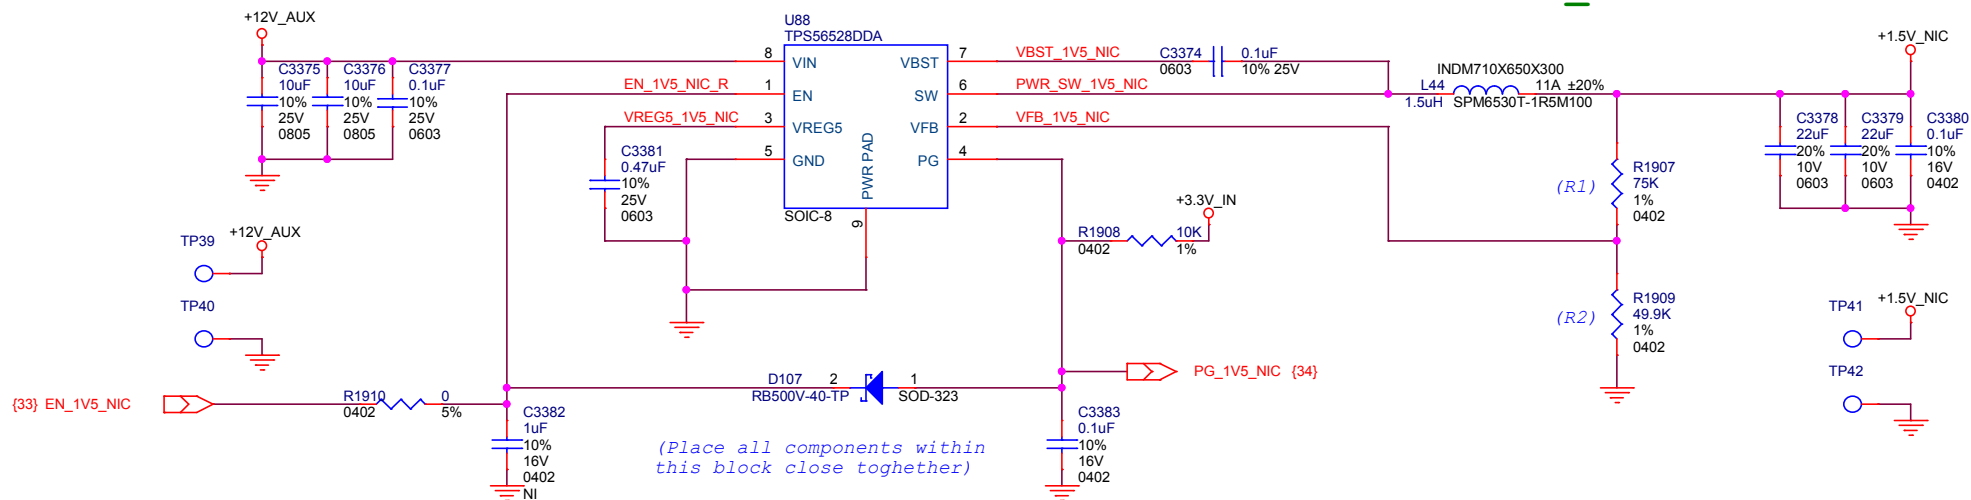 +12V_AUX
C3375
10uF
10%
25V
0805
C3376
10uF
10%
25V
0805
C3377
0.1uF
10%
25V
0603
U88
TPS56528DDA
8 VIN VBST 7
1 EN SW 6
3 VREG5 VFB 2
5 GND PG 4
PWR PAD
9
SOIC-8
EN_1V5_NIC_R
VREG5_1V5_NIC
C3381
0.47uF
10%
25V
0603
VBST_1V5_NIC
C3374 0.1uF
0603 10% 25V
PWR_SW_1V5_NIC
VFB_1V5_NIC
INDM710X650X300
L44 11A ±20%
1.5uH SPM6530T-1R5M100
+1.5V_NIC
C3378
22uF
20%
10V
0603
C3379
22uF
20%
10V
0603
C3380
0.1uF
10%
16V
0402
(R1)
R1907
75K
1%
0402
+3.3V_IN
R1908 10K
0402 1%
(R2)
R1909
49.9K
1%
0402
TP39 +12V_AUX
TP40
TP41 +1.5V_NIC
TP42
{33} EN_1V5_NIC
R1910 0
0402 5%
D107 2 1
RB500V-40-TP SOD-323
PG_1V5_NIC {34}
C3382
1uF
10%
16V
0402
NI
(Place all components within
this block close toghether)
C3383
0.1uF
10%
16V
0402